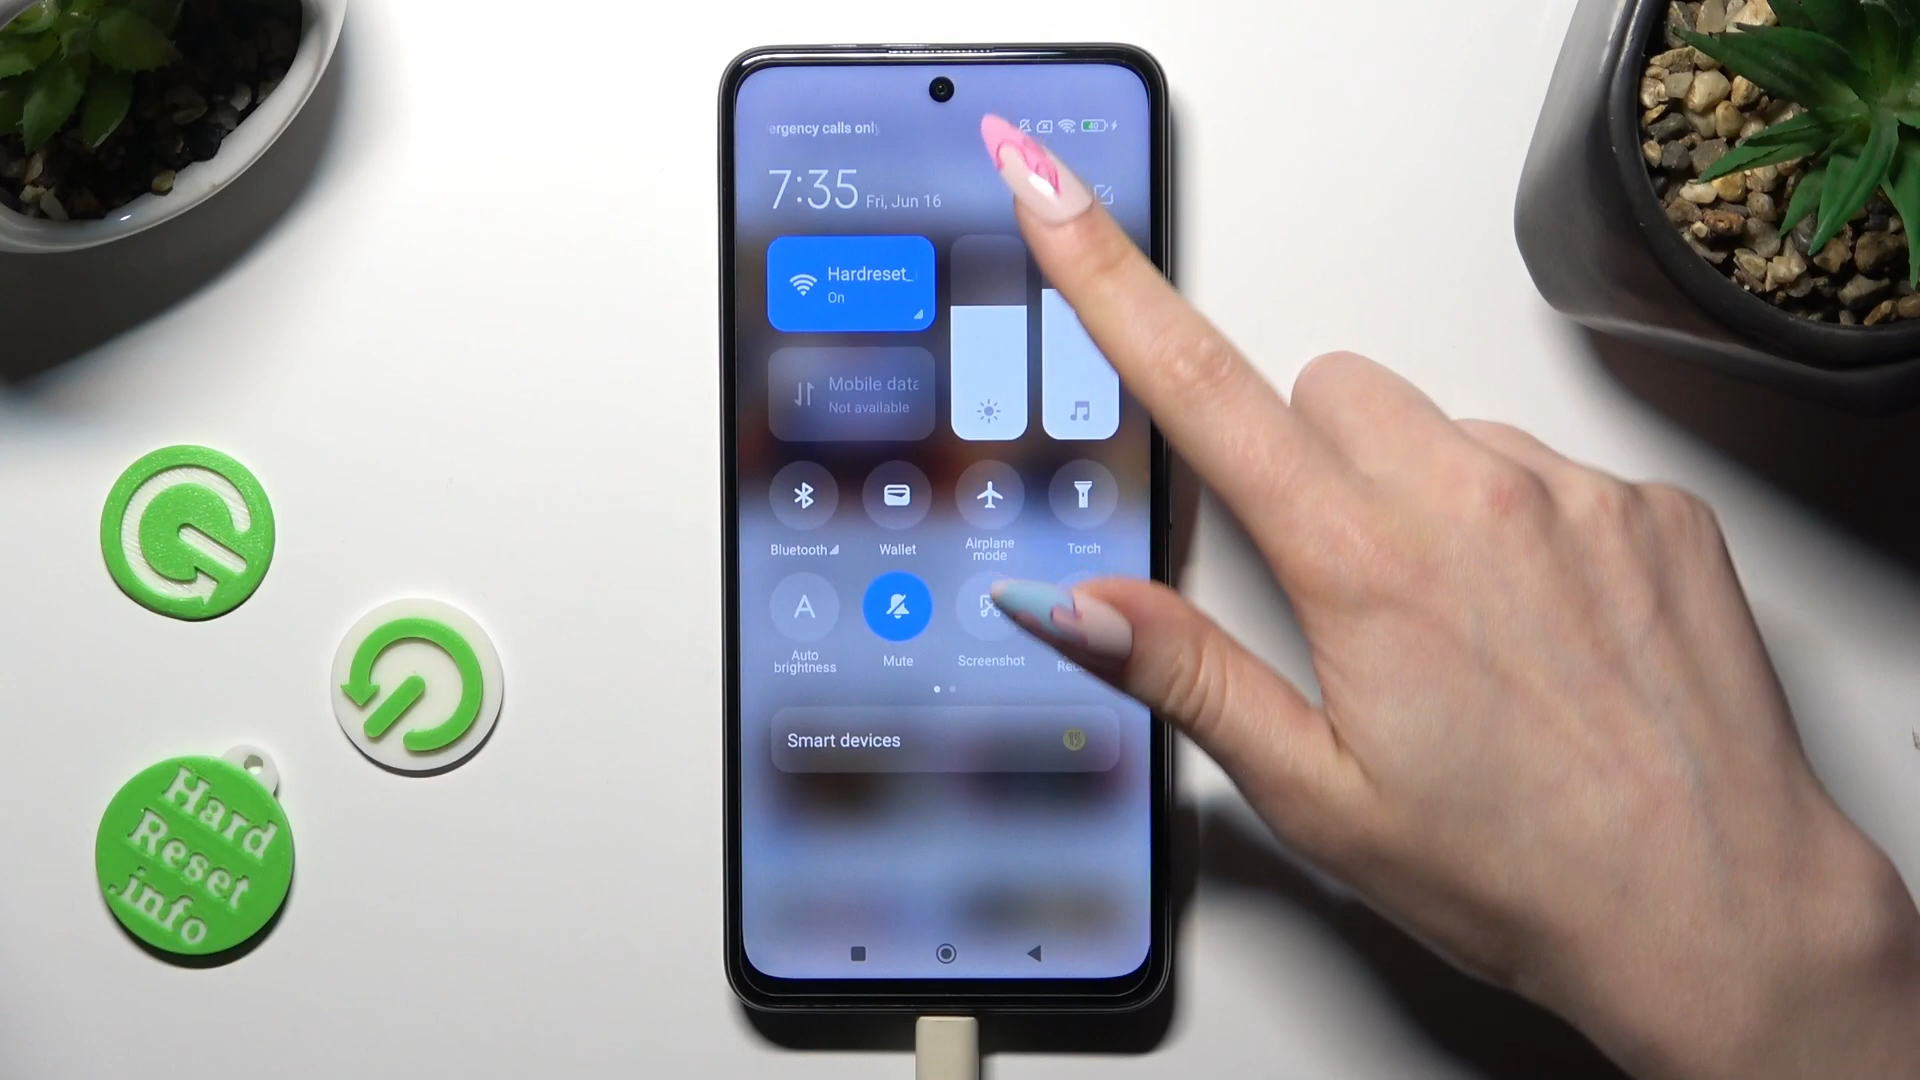 ergency calls only
40
7:35 Fri, Jun 16
Hardreset_
On
Mobile data
Not available
Bluetooth
Wallet
Airplane
mode
Torch
A
Auto
brightness
Mute
Screenshot
Smart devices
Hard
Reset
.info